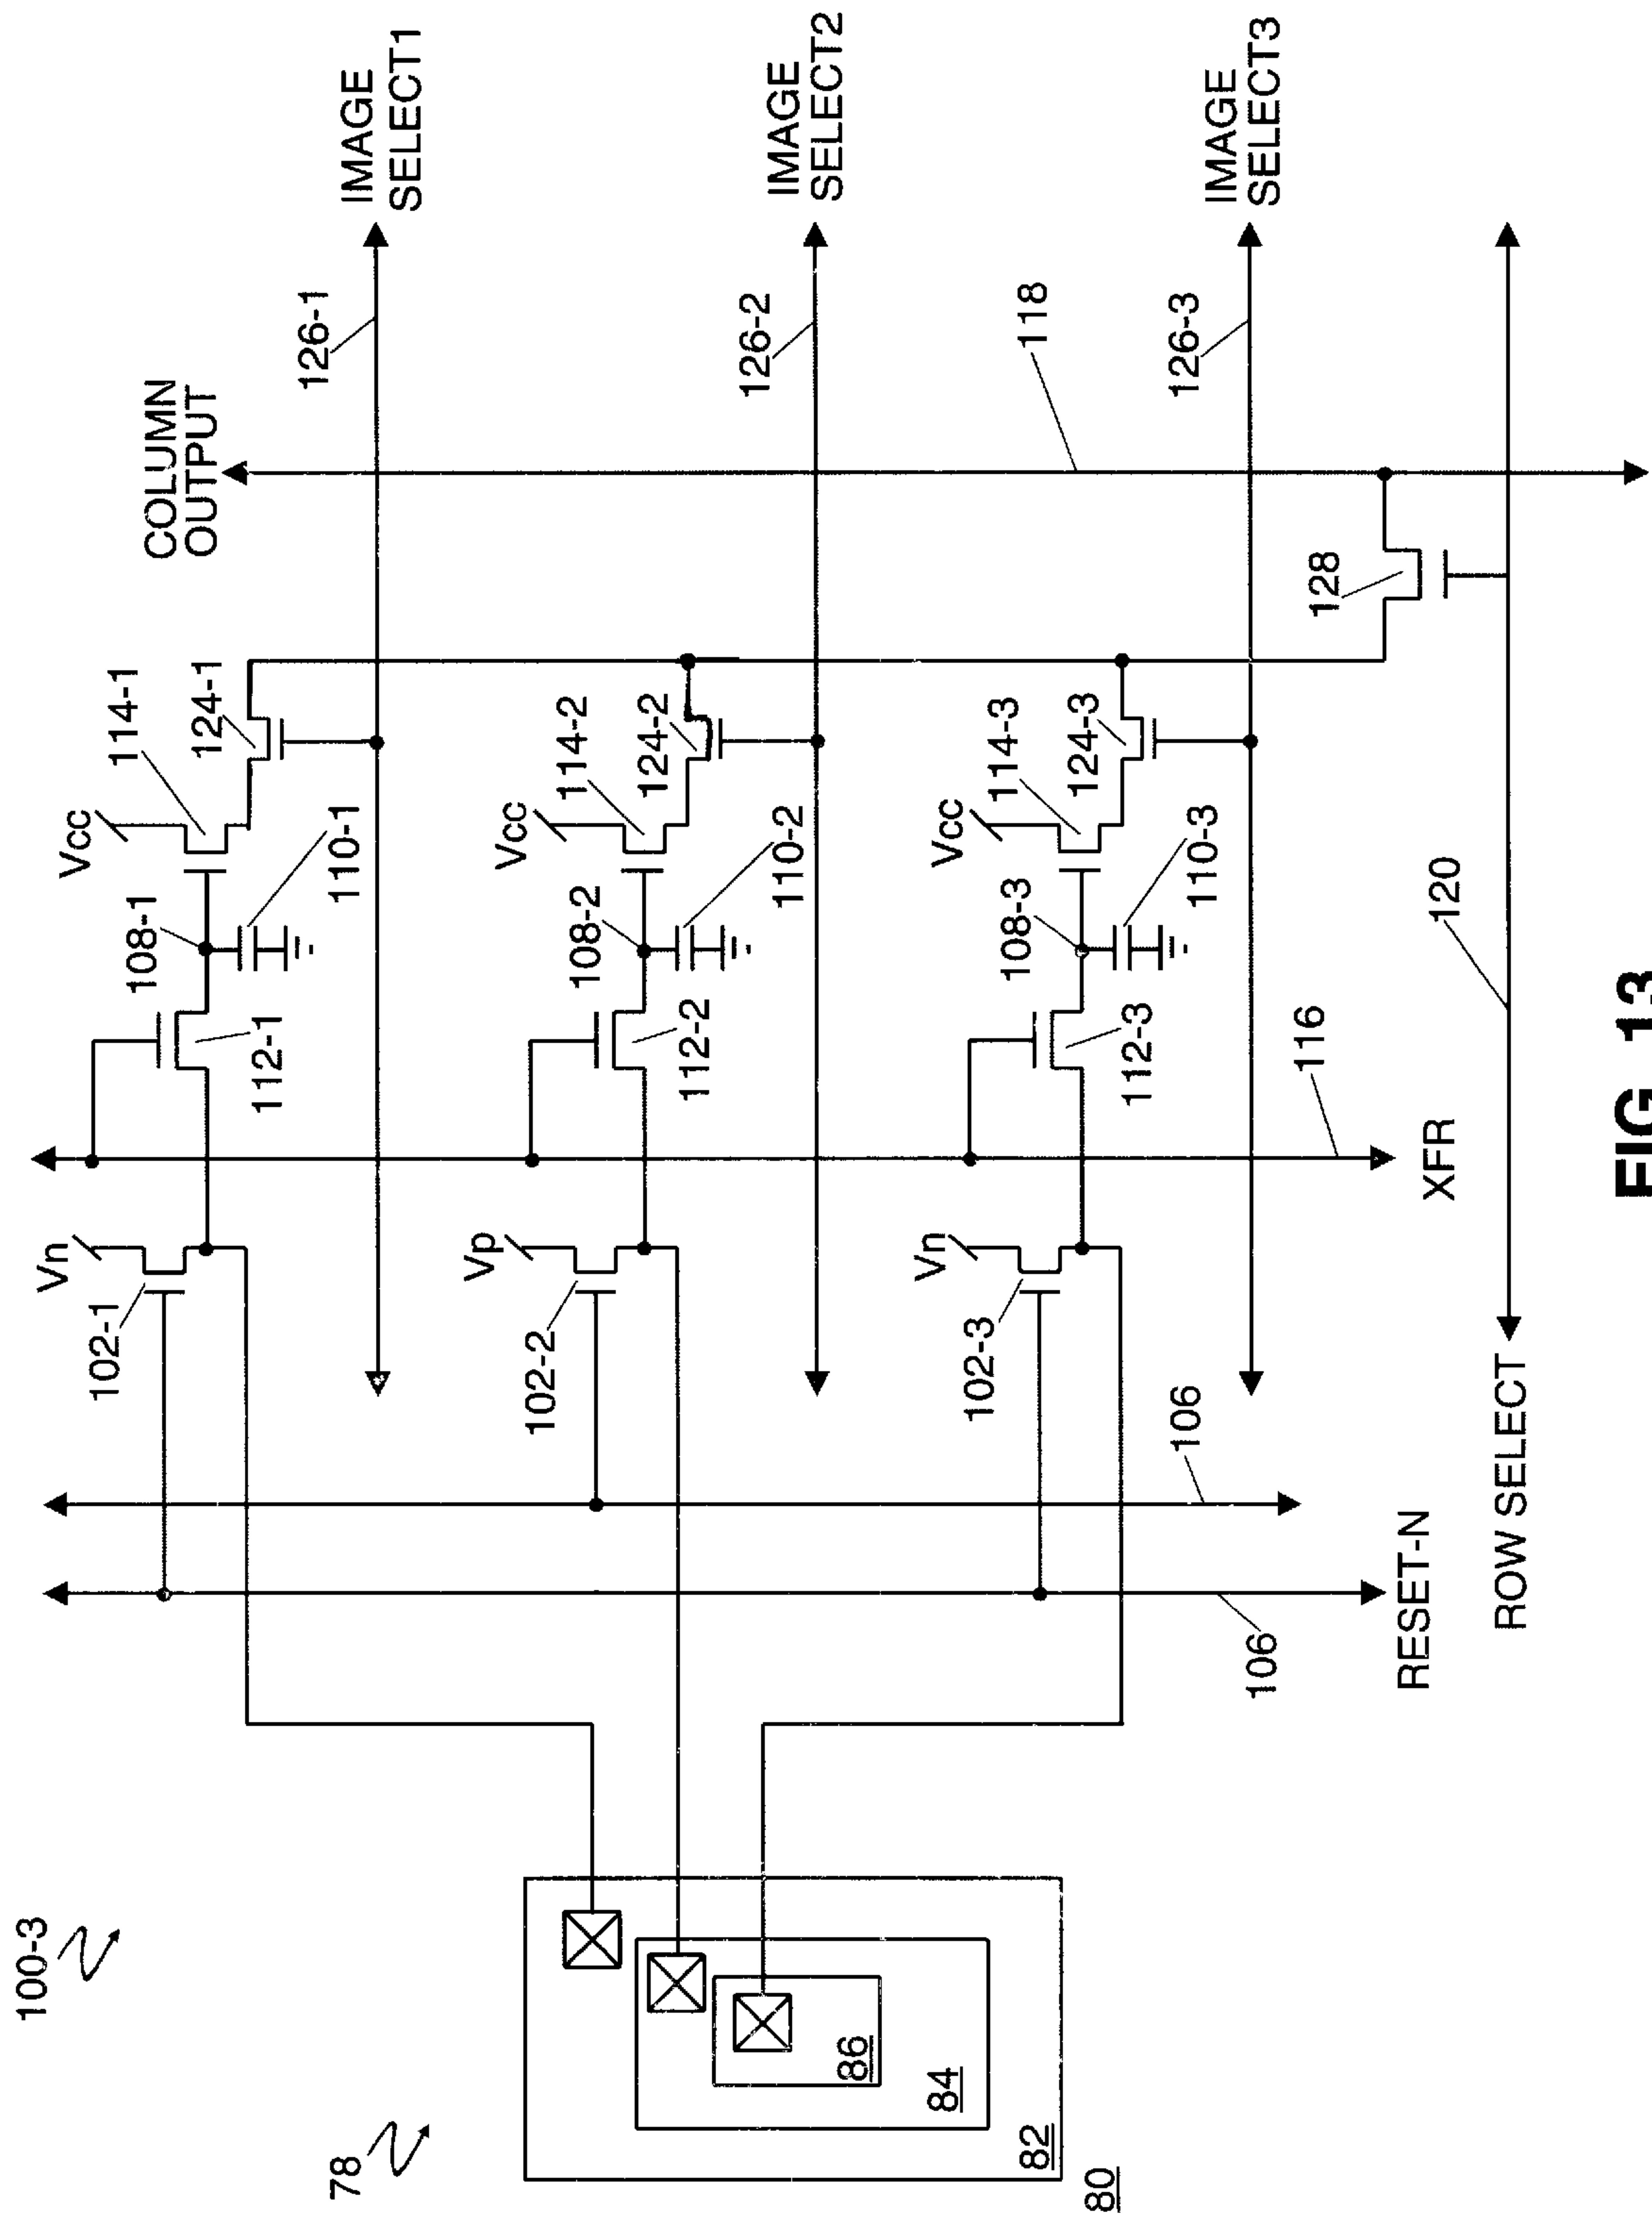 100-3
78
80
82
84
86
Vn
102-1
112-1
108-1
110-1
Vcc
114-1
124-1
COLUMN
OUTPUT
126-1
IMAGE
SELECT1
Vp
102-2
112-2
108-2
110-2
Vcc
114-2
124-2
126-2
IMAGE
SELECT2
Vn
102-3
112-3
108-3
110-3
Vcc
114-3
124-3
118
126-3
IMAGE
SELECT3
106
106
116
128
RESET-N
XFR
120
ROW SELECT
FIG. 13